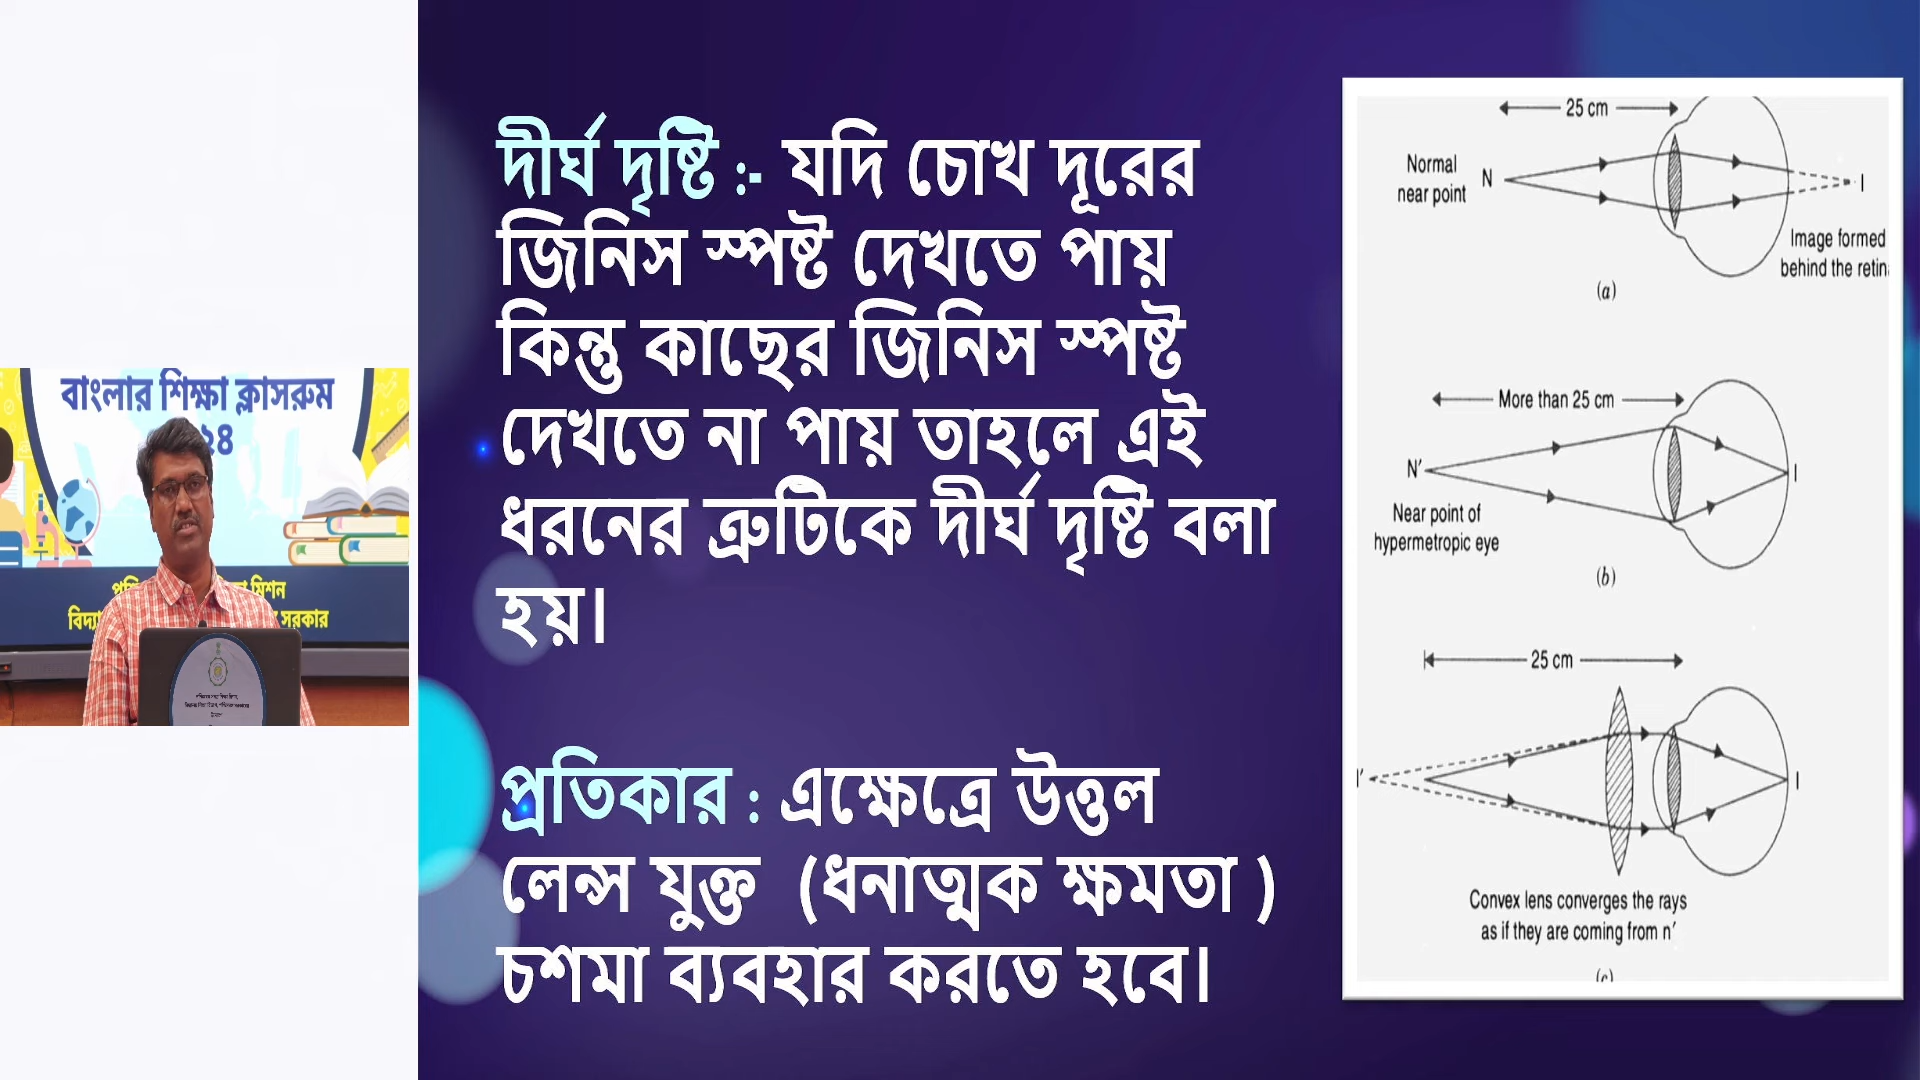 দীর্ঘ দৃষ্টি :- যদি চোখ দূরের
জিনিস স্পষ্ট দেখতে পায়
কিন্তু কাছের জিনিস স্পষ্ট
দেখতে না পায় তাহলে এই
ধরনের ত্রুটিকে দীর্ঘ দৃষ্টি বলা
হয়।
প্রতিকার : এক্ষেত্রে উত্তল
লেন্স যুক্ত (ধনাত্মক ক্ষমতা )
চশমা ব্যবহার করতে হবে।
25 cm
Normal
near point
N
I
Image formed
behind the retin
(a)
More than 25 cm
N′
I
Near point of
hypermetropic eye
(b)
25 cm
I′
I
Convex lens converges the rays
as if they are coming from n′
(c)
বাংলার শিক্ষা ক্লাসরুম
২৪
মিশন
সরকার